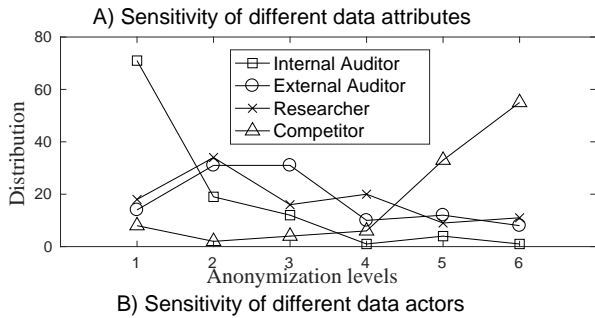 A) Sensitivity of different data attributes
80
60
40
20
0
Distribution
Internal Auditor
External Auditor
Researcher
Competitor
1 2 3 4 5 6
Anonymization levels
B) Sensitivity of different data actors